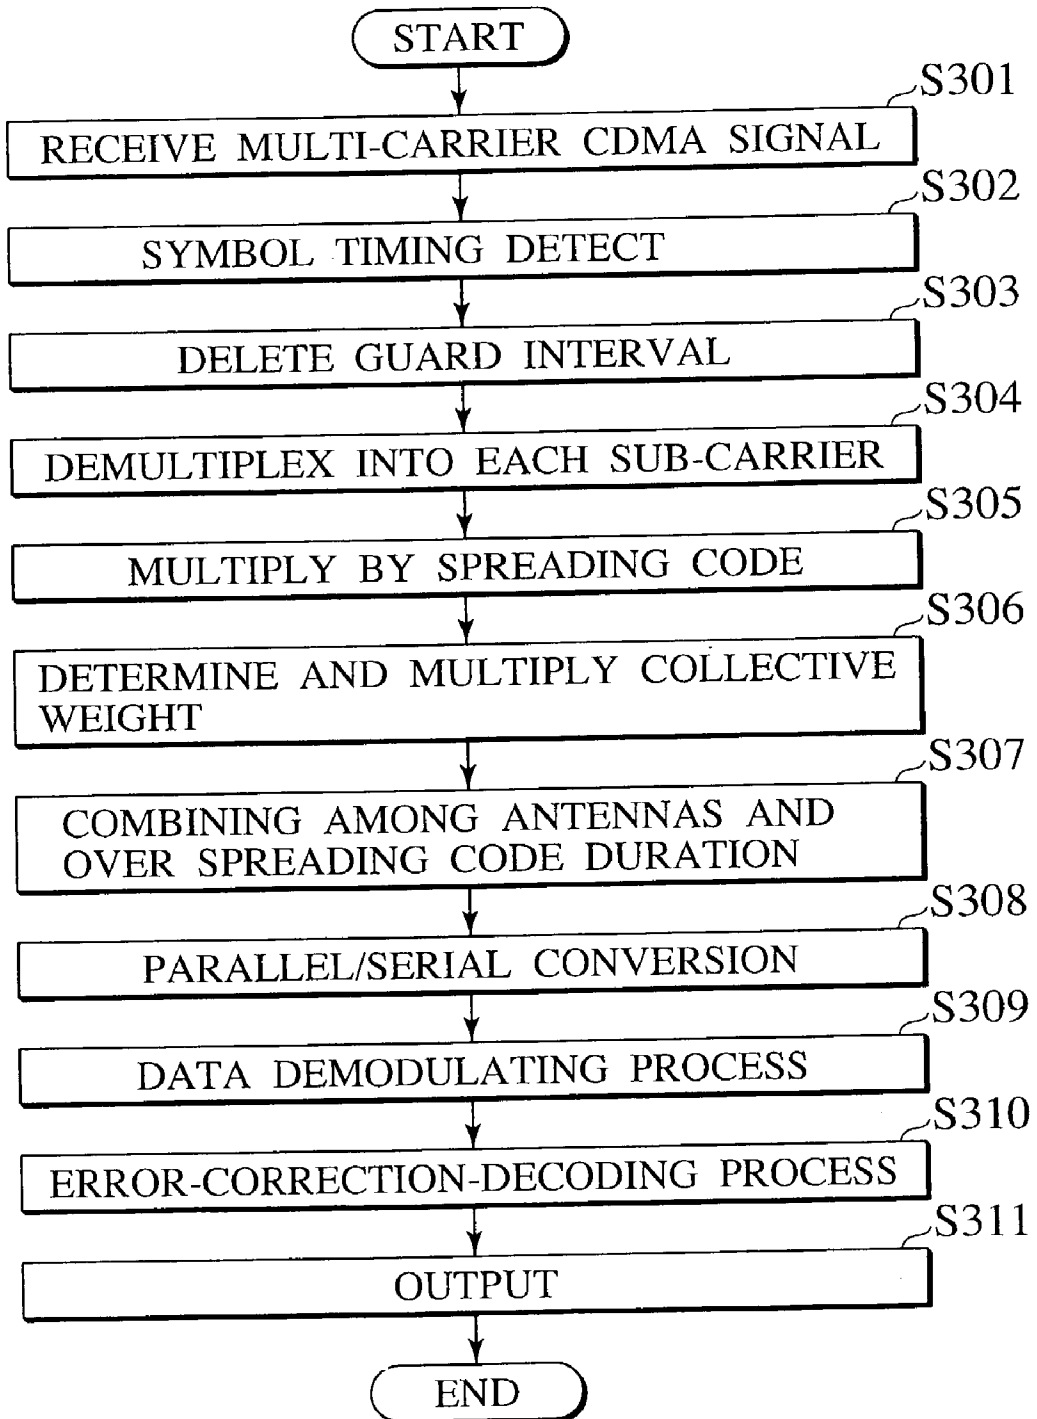 START
S301
RECEIVE MULTI-CARRIER CDMA SIGNAL
S302
SYMBOL TIMING DETECT
S303
DELETE GUARD INTERVAL
S304
DEMULTIPLEX INTO EACH SUB-CARRIER
S305
MULTIPLY BY SPREADING CODE
S306
DETERMINE AND MULTIPLY COLLECTIVE
WEIGHT
S307
COMBINING AMONG ANTENNAS AND
OVER SPREADING CODE DURATION
S308
PARALLEL/SERIAL CONVERSION
S309
DATA DEMODULATING PROCESS
S310
ERROR-CORRECTION-DECODING PROCESS
S311
OUTPUT
END